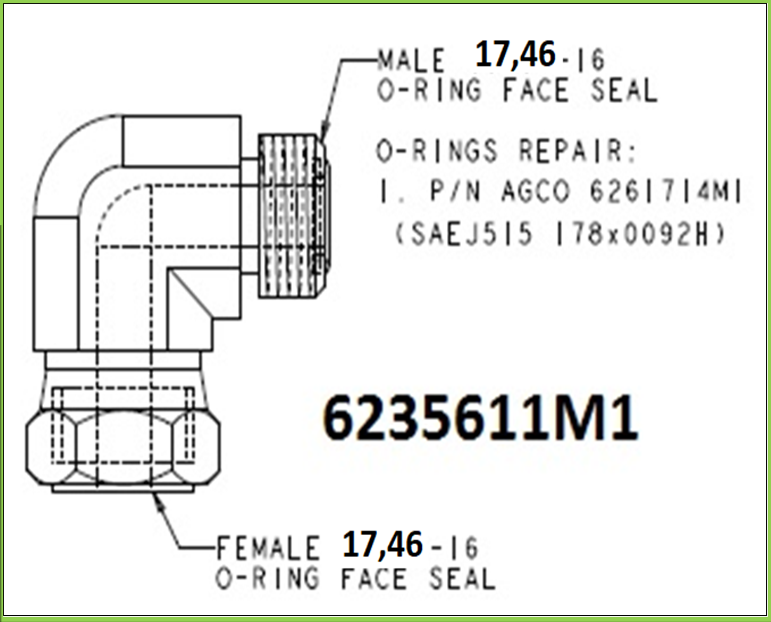 MALE 17,46-16
O-RING FACE SEAL
O-RINGS REPAIR:
1. P/N AGCO 6261714M1
(SAEJ515 178x0092H)
6235611M1
FEMALE 17,46-16
O-RING FACE SEAL